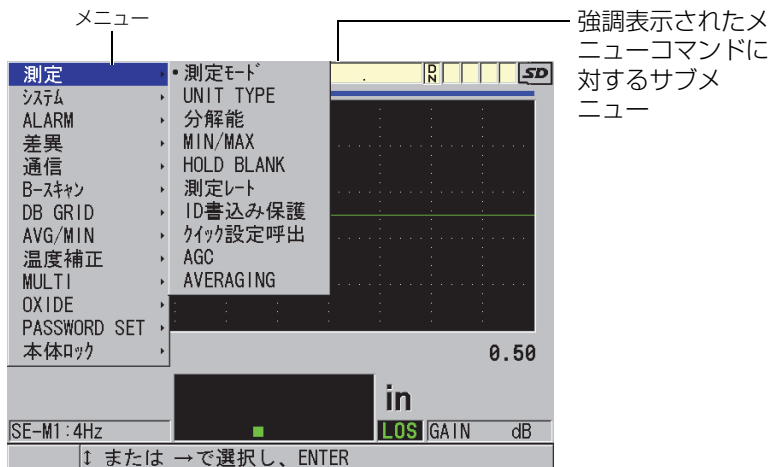 メニュー
強調表示されたメ
ニューコマンドに
対するサブメ
ニュー
測定
システム
ALARM
差異
通信
B-スキャン
DB GRID
AVG/MIN
温度補正
MULTI
OXIDE
PASSWORD SET
本体ロック
• 測定モード
UNIT TYPE
分解能
MIN/MAX
HOLD BLANK
測定レート
ID書込み保護
クイック設定呼出
AGC
AVERAGING
DN
SD
0.50
in
SE-M1:4Hz
LOS GAIN dB
↕ または →で選択し、ENTER